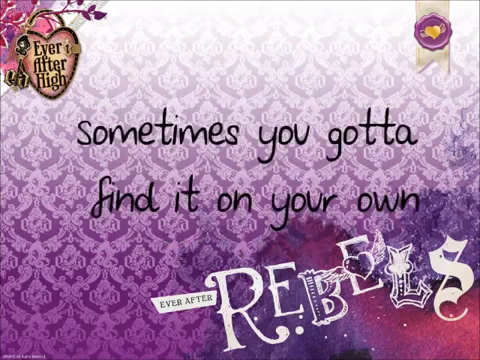 Ever
After
High
Sometimes you gotta
find it on your own
EVER AFTER
REBELS